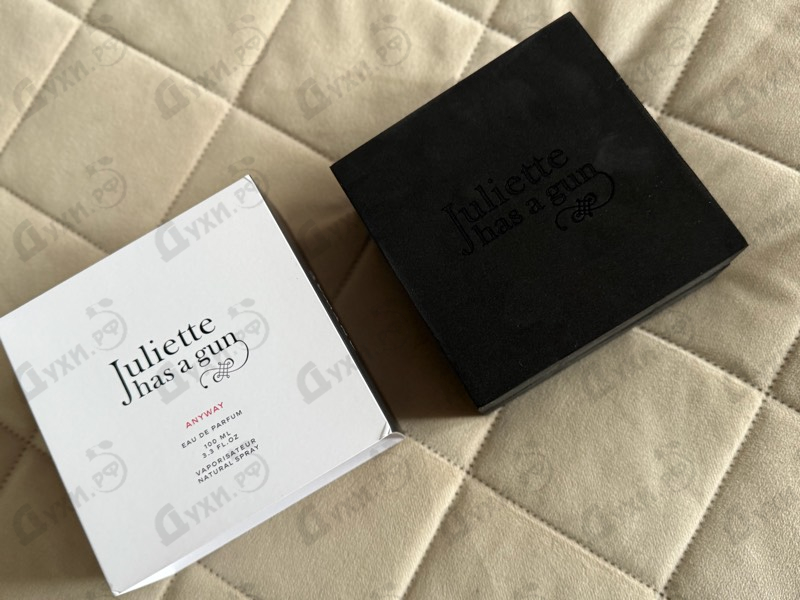 Juliette
has a gun
ANYWAY
EAU DE PARFUM
100 ML
3.3 FL.OZ
VAPORISATEUR
NATURAL SPRAY
Juliette
has a gun
Духи.РФ